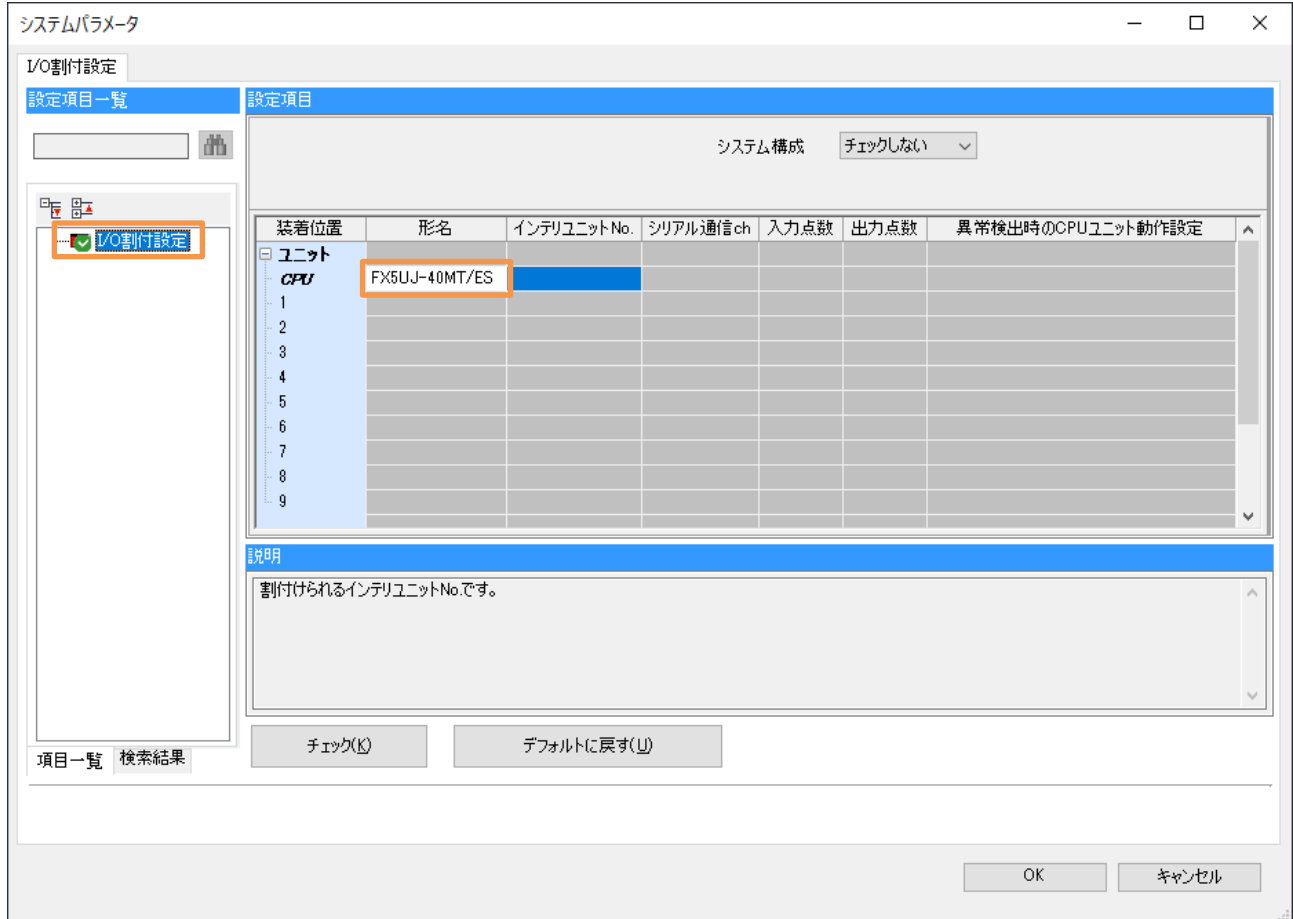 システムパラメータ
I/O割付設定
設定項目一覧
設定項目
システム構成 チェックしない
I/O割付設定
装着位置 形名 インテリユニットNo. シリアル通信ch 入力点数 出力点数 異常検出時のCPUユニット動作設定
ユニット
CPU FX5UJ-40MT/ES
1
2
3
4
5
6
7
8
9
説明
割付けられるインテリユニットNo.です。
チェック(K) デフォルトに戻す(U)
項目一覧 検索結果
OK キャンセル